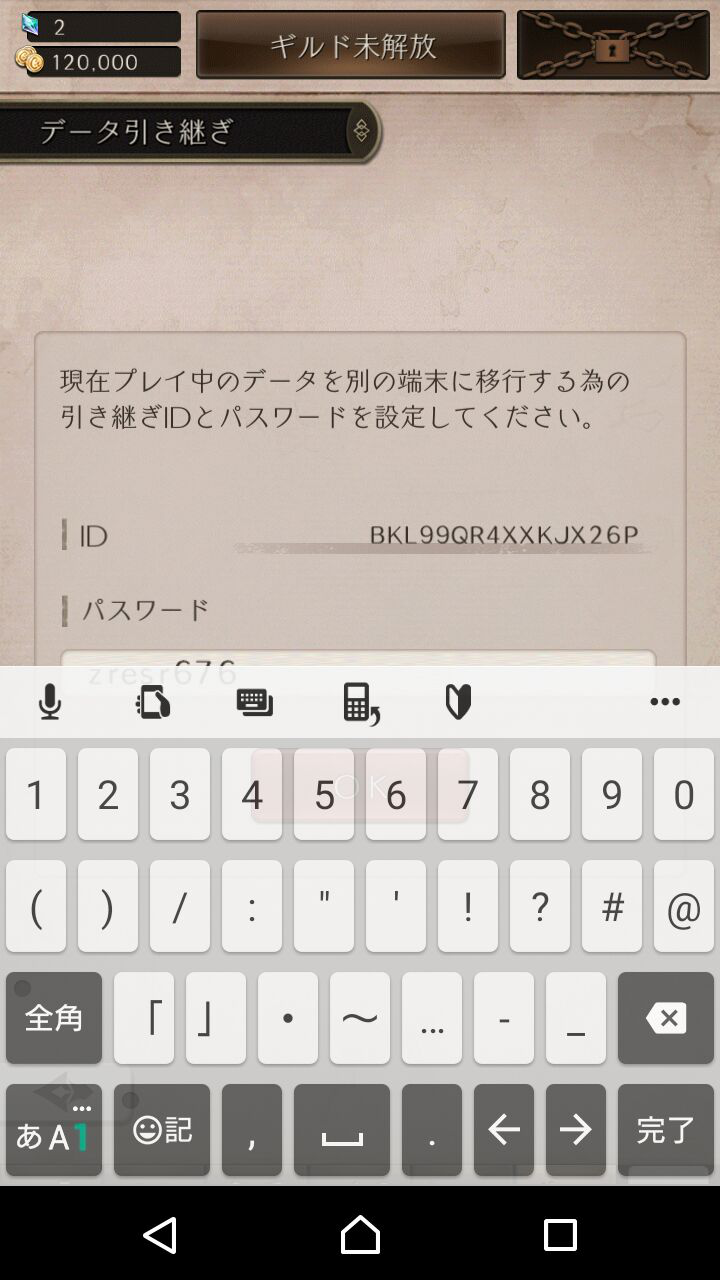 2
120,000
ギルド未解放
データ引き継ぎ
現在プレイ中のデータを別の端末に移行する為の
引き継ぎIDとパスワードを設定してください。
ID
BKL99QR4XXKJX26P
パスワード
zresr676
OK
1 2 3 4 5 6 7 8 9 0
( ) / : " ' ! ? # @
全角 「 」 ・ 〜 … - _
あA1 記 , . ← → 完了